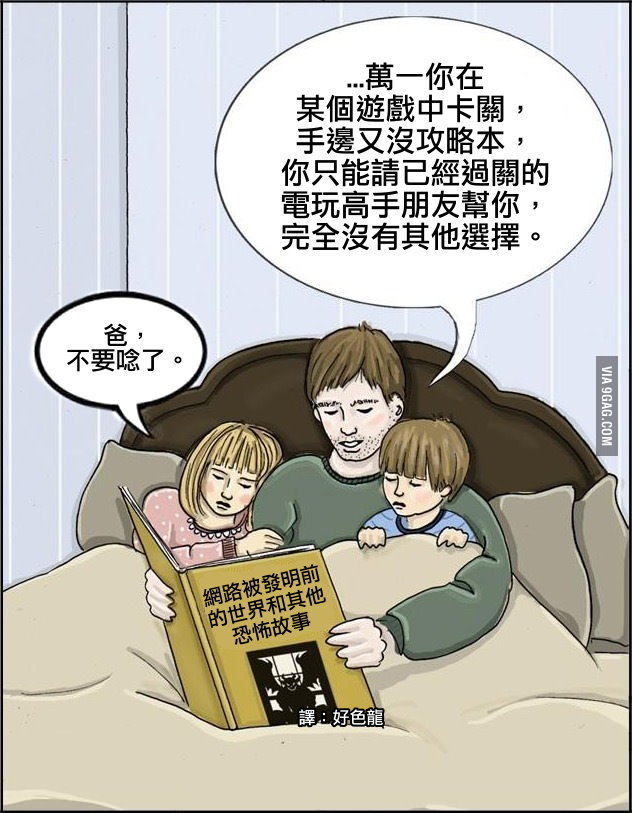 ...萬一你在
某個遊戲中卡關，
手邊又沒攻略本，
你只能請已經過關的
電玩高手朋友幫你，
完全沒有其他選擇。
爸，
不要唸了。
VIA 9GAG.COM
網路被發明前
的世界和其他
恐怖故事
譯：好色龍